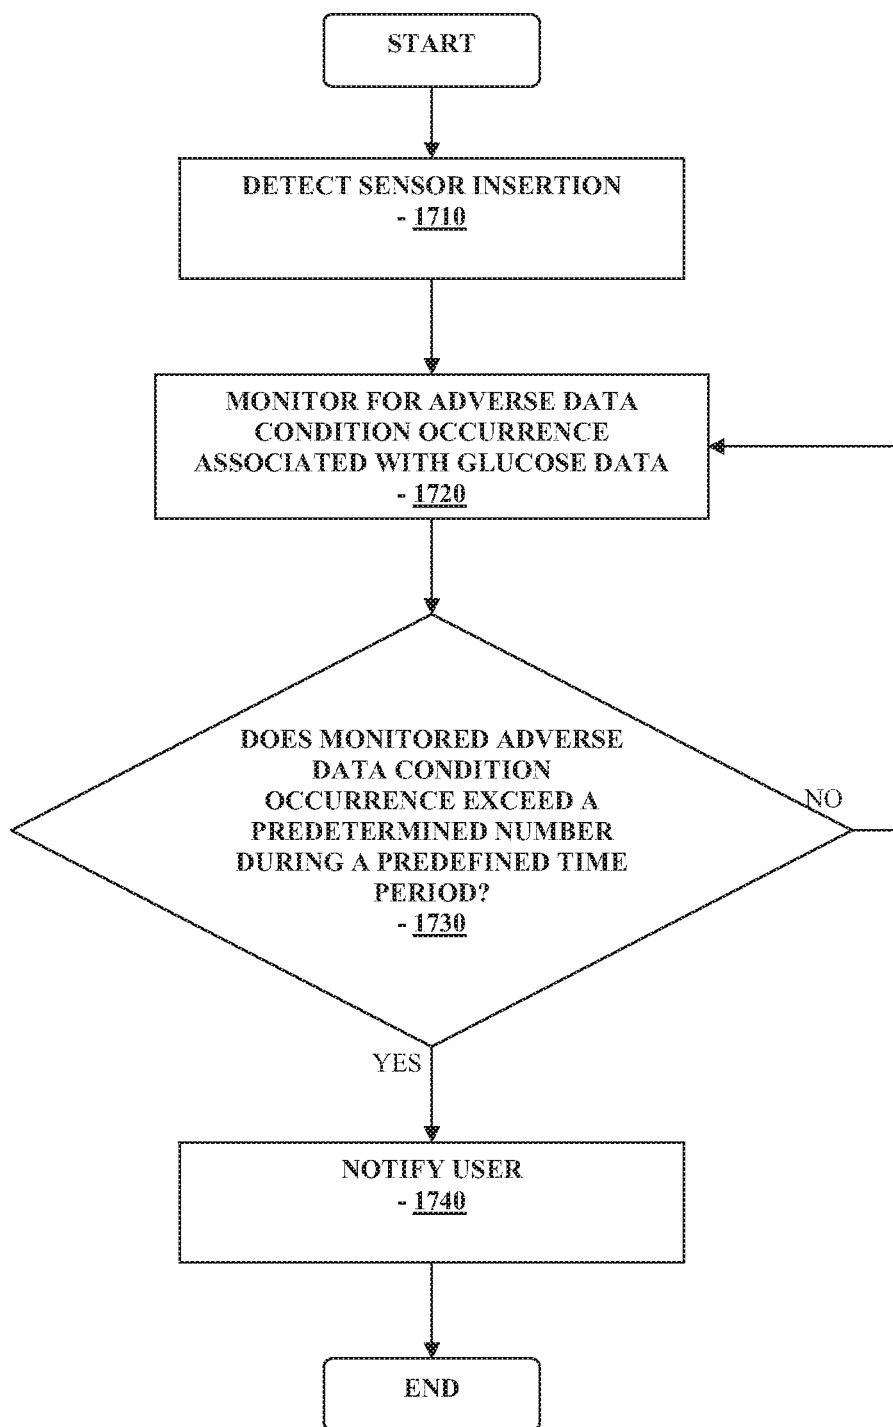 START
DETECT SENSOR INSERTION
- 1710
MONITOR FOR ADVERSE DATA
CONDITION OCCURRENCE
ASSOCIATED WITH GLUCOSE DATA
- 1720
DOES MONITORED ADVERSE
DATA CONDITION
OCCURRENCE EXCEED A
PREDETERMINED NUMBER
DURING A PREDEFINED TIME
PERIOD?
- 1730
NO
YES
NOTIFY USER
- 1740
END